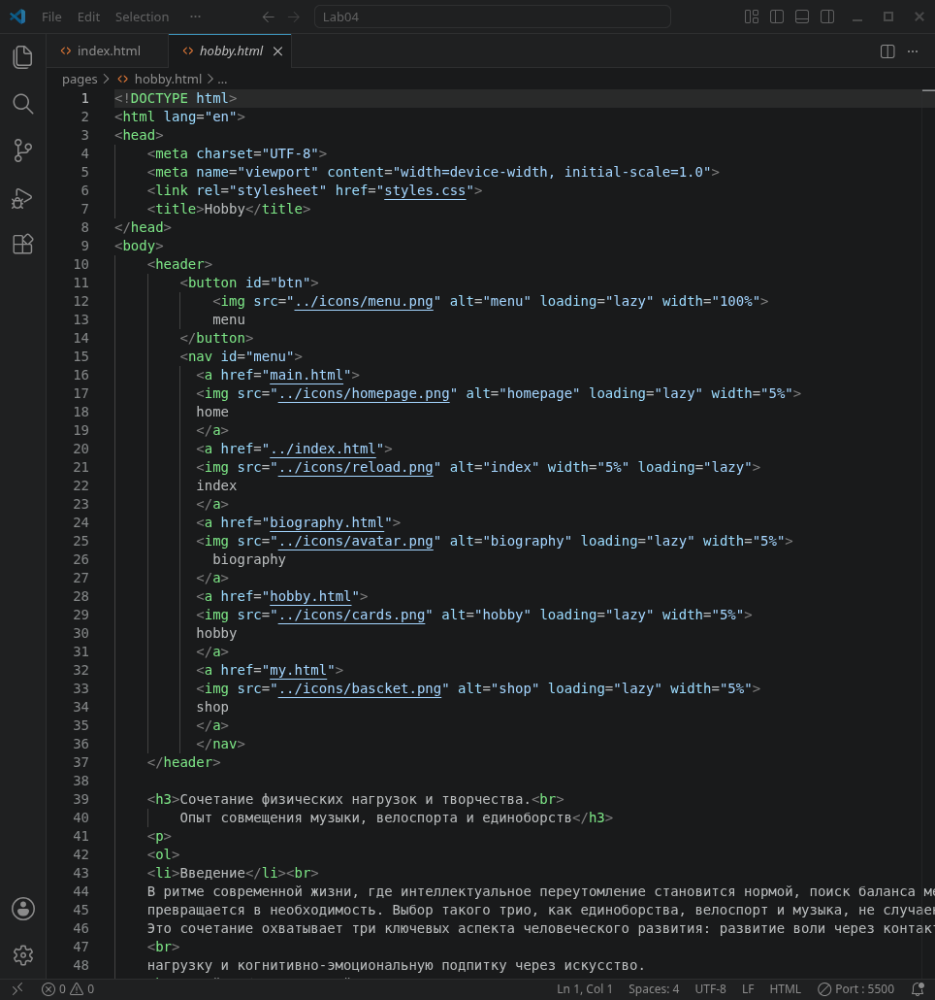 File Edit Selection ··· Lab04
index.html hobby.html
pages > hobby.html > ...
1 <!DOCTYPE html>
2 <html lang="en">
3 <head>
4 <meta charset="UTF-8">
5 <meta name="viewport" content="width=device-width, initial-scale=1.0">
6 <link rel="stylesheet" href="styles.css">
7 <title>Hobby</title>
8 </head>
9 <body>
10 <header>
11 <button id="btn">
12 <img src="../icons/menu.png" alt="menu" loading="lazy" width="100%">
13 menu
14 </button>
15 <nav id="menu">
16 <a href="main.html">
17 <img src="../icons/homepage.png" alt="homepage" loading="lazy" width="5%">
18 home
19 </a>
20 <a href="../index.html">
21 <img src="../icons/reload.png" alt="index" width="5%" loading="lazy">
22 index
23 </a>
24 <a href="biography.html">
25 <img src="../icons/avatar.png" alt="biography" loading="lazy" width="5%">
26 biography
27 </a>
28 <a href="hobby.html">
29 <img src="../icons/cards.png" alt="hobby" loading="lazy" width="5%">
30 hobby
31 </a>
32 <a href="my.html">
33 <img src="../icons/bascket.png" alt="shop" loading="lazy" width="5%">
34 shop
35 </a>
36 </nav>
37 </header>
38
39 <h3>Сочетание физических нагрузок и творчества.<br>
40 Опыт совмещения музыки, велоспорта и единоборств</h3>
41 <p>
42 <ol>
43 <li>Введение</li><br>
44 В ритме современной жизни, где интеллектуальное переутомление становится нормой, поиск баланса
45 превращается в необходимость. Выбор такого трио, как единоборства, велоспорт и музыка, не
46 Это сочетание охватывает три ключевых аспекта человеческого развития: развитие воли через
47 <br>
48 нагрузку и когнитивно-эмоциональную подпитку через искусство.
0 0 Ln 1, Col 1 Spaces: 4 UTF-8 LF HTML Port : 5500